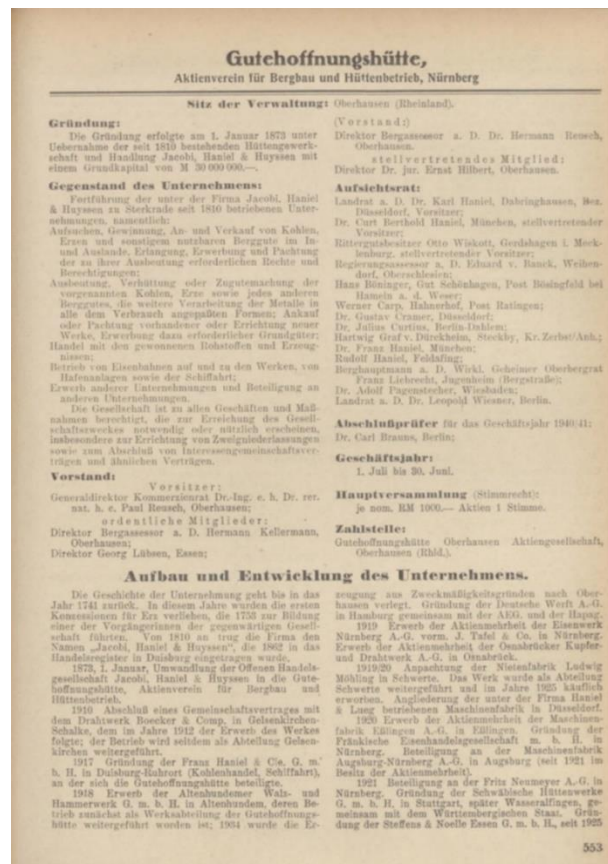 Gutehoffnungshütte,
Aktienverein für Bergbau und Hüttenbetrieb, Nürnberg
Sitz der Verwaltung: Oberhausen (Rheinland).
Gründung:
Die Gründung erfolgte am 1. Januar 1873 unter
Uebernahme der seit 1810 bestehenden Hüttengewerk-
schaft und Handlung Jacobi, Haniel & Huyssen mit
einem Grundkapital von M 30 000 000,—.
Gegenstand des Unternehmens:
Fortführung der unter der Firma Jacobi, Haniel
& Huyssen zu Sterkrade seit 1810 betriebenen Unter-
nehmungen, namentlich:
Aufsuchen, Gewinnung, An- und Verkauf von Kohlen,
Erzen und sonstigem nutzbaren Berggute im In-
und Auslande, Erlangung, Erwerbung und Pachtung
der zu ihrer Ausbeutung erforderlichen Rechte und
Berechtigungen;
Ausbeutung, Verhüttung oder Zugutemachung der
vorgenannten Kohlen, Erze sowie jedes anderen
Berggutes, die weitere Verarbeitung der Metalle in
alle dem Verbrauch angepaßten Formen; Ankauf
oder Pachtung vorhandener oder Errichtung neuer
Werke, Erwerbung dazu erforderlicher Grundgüter;
Handel mit den gewonnenen Rohstoffen und Erzeug-
nissen;
Betrieb von Eisenbahnen auf und zu den Werken, von
Hafenanlagen sowie der Schiffahrt;
Erwerb anderer Unternehmungen und Beteiligung an
anderen Unternehmungen.
Die Gesellschaft ist zu allen Geschäften und Maß-
nahmen berechtigt, die zur Erreichung des Gesell-
schaftszweckes notwendig oder nützlich erscheinen,
insbesondere zur Errichtung von Zweigniederlassungen
sowie zum Abschluß von Interessengemeinschaftsver-
trägen und ähnlichen Verträgen.
Vorstand:
Vorsitzer:
Generaldirektor Kommerzienrat Dr.-Ing. e. h. Dr. rer.
nat. h. c. Paul Reusch, Oberhausen;
ordentliche Mitglieder:
Direktor Bergassessor a. D. Hermann Kellermann,
Oberhausen;
Direktor Georg Lübsen, Essen;
(Vorstand:)
Direktor Bergassessor a. D. Dr. Hermann Reusch,
Oberhausen.
stellvertretendes Mitglied:
Direktor Dr. jur. Ernst Hilbert, Oberhausen.
Aufsichtsrat:
Landrat a. D. Dr. Karl Haniel, Dabringhausen, Bez.
Düsseldorf, Vorsitzer;
Dr. Curt Berthold Haniel, München, stellvertretender
Vorsitzer;
Rittergutsbesitzer Otto Wiskott, Gerdshagen i. Meck-
lenburg, stellvertretender Vorsitzer;
Regierungsassessor a. D. Eduard v. Banck, Weihen-
dorf, Oberschlesien;
Hans Böninger, Gut Schönhagen, Post Bösingfeld bei
Hameln a. d. Weser;
Werner Carp, Hahnerhof, Post Ratingen;
Dr. Gustav Cramer, Düsseldorf;
Dr. Julius Curtius, Berlin-Dahlem;
Hartwig Graf v. Dürckheim, Steckby, Kr. Zerbst/Anh.;
Dr. Franz Haniel, München;
Rudolf Haniel, Feldafing;
Berghauptmann a. D. Wirkl. Geheimer Oberbergrat
Franz Liebrecht, Jugenheim (Bergstraße);
Dr. Adolf Pagenstecher, Wiesbaden;
Landrat a. D. Dr. Leopold Wiesner, Berlin.
Abschlußprüfer für das Geschäftsjahr 1940/41:
Dr. Carl Brauns, Berlin;
Geschäftsjahr:
1. Juli bis 30. Juni.
Hauptversammlung (Stimmrecht):
je nom. RM 1000.— Aktien 1 Stimme.
Zahlstelle:
Gutehoffnungshütte Oberhausen Aktiengesellschaft,
Oberhausen (Rhld.).
Aufbau und Entwicklung des Unternehmens.
Die Geschichte der Unternehmung geht bis in das
Jahr 1741 zurück. In diesem Jahre wurden die ersten
Konzessionen für Erz verliehen, die 1753 zur Bildung
einer der Vorgängerinnen der gegenwärtigen Gesell-
schaft führten. Von 1810 an trug die Firma den
Namen „Jacobi, Haniel & Huyssen", die 1862 in das
Handelsregister in Duisburg eingetragen wurde.
1873, 1. Januar, Umwandlung der Offenen Handels-
gesellschaft Jacobi, Haniel & Huyssen in die Gute-
hoffnungshütte, Aktienverein für Bergbau und
Hüttenbetrieb.
1910 Abschluß eines Gemeinschaftsvertrages mit
dem Drahtwerk Boecker & Comp. in Gelsenkirchen-
Schalke, dem im Jahre 1912 der Erwerb des Werkes
folgte; der Betrieb wird seitdem als Abteilung Gelsen-
kirchen weitergeführt.
1917 Gründung der Franz Haniel & Cie. G. m.
b. H. in Duisburg-Ruhrort (Kohlenhandel, Schiffahrt),
an der sich die Gutehoffnungshütte beteiligte.
1918 Erwerb der Altenhundemer Walz- und
Hammerwerk G. m. b. H. in Altenhundem, deren Be-
trieb zunächst als Werksabteilung der Gutehoffnungs-
hütte weitergeführt worden ist; 1934 wurde die Er-
zeugung aus Zweckmäßigkeitsgründen nach Ober-
hausen verlegt. Gründung der Deutsche Werft A.-G.
in Hamburg gemeinsam mit der AEG. und der Hapag.
1919 Erwerb der Aktienmehrheit der Eisenwerk
Nürnberg A.-G. vorm. J. Tafel & Co. in Nürnberg.
Erwerb der Aktienmehrheit der Osnabrücker Kupfer-
und Drahtwerk A.-G. in Osnabrück.
1919/20 Anpachtung der Nietenfabrik Ludwig
Möhling in Schwerte. Das Werk wurde als Abteilung
Schwerte weitergeführt und im Jahre 1925 käuflich
erworben. Angliederung der unter der Firma Haniel
& Lueg betriebenen Maschinenfabrik in Düsseldorf.
1920 Erwerb der Aktienmehrheit der Maschinen-
fabrik Eßlingen A.-G. in Eßlingen. Gründung der
Fränkische Eisenhandelsgesellschaft m. b. H. in
Nürnberg. Beteiligung an der Maschinenfabrik
Augsburg-Nürnberg A.-G. in Augsburg (seit 1921 im
Besitz der Aktienmehrheit).
1921 Beteiligung an der Fritz Neumeyer A.-G. in
Nürnberg. Gründung der Schwäbische Hüttenwerke
G. m. b. H. in Stuttgart, später Wasseralfingen, ge-
meinsam mit dem Württembergischen Staat. Grün-
dung der Steffens & Noelle Essen G. m. b. H., seit 1925
553